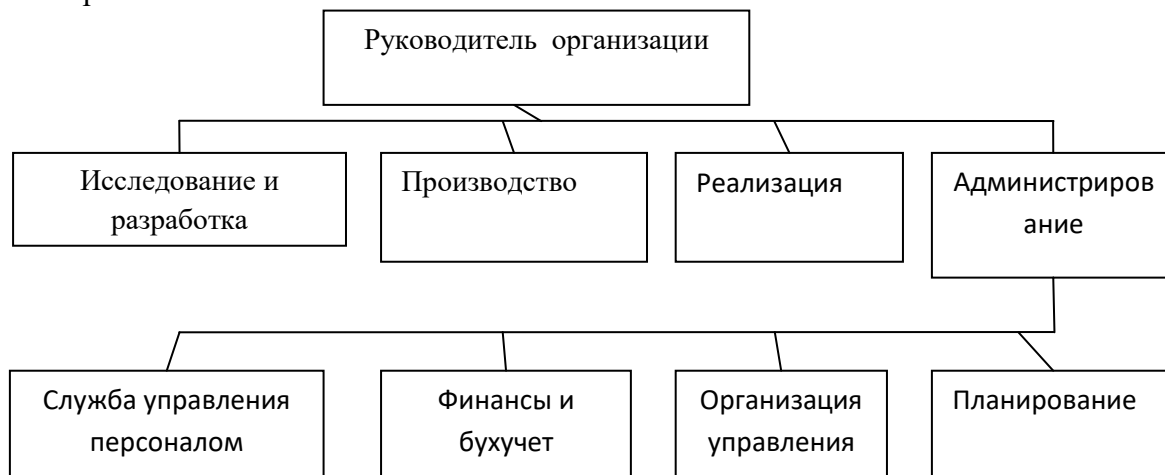 Руководитель организации
Исследование и
разработка
Производство
Реализация
Администриров
ание
Служба управления
персоналом
Финансы и
бухучет
Организация
управления
Планирование